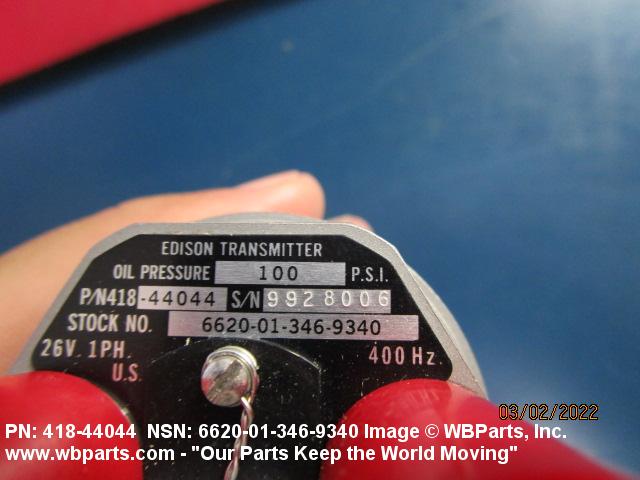 EDISON TRANSMITTER
OIL PRESSURE 100 P.S.I.
P/N418-44044 S/N 9928006
STOCK NO. 6620-01-346-9340
26V. 1PH. 400 Hz.
U.S.
03/02/2022
PN: 418-44044 NSN: 6620-01-346-9340 Image © WBParts, Inc.
www.wbparts.com - "Our Parts Keep the World Moving"